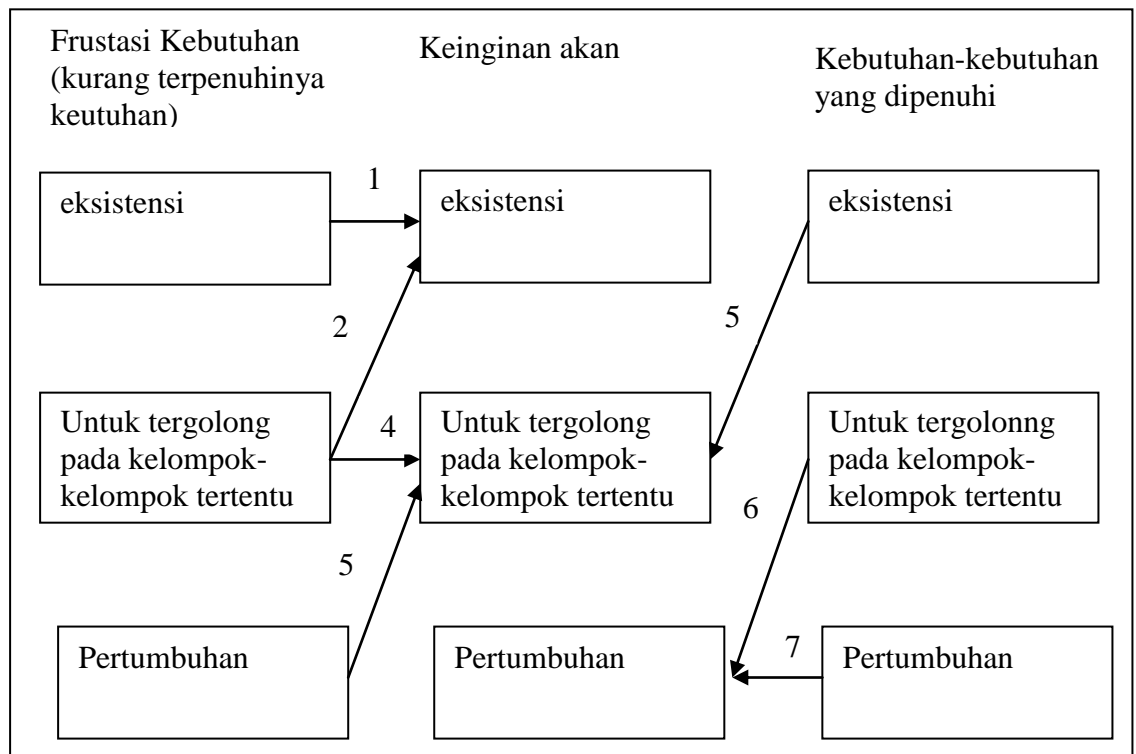 Frustasi Kebutuhan
(kurang terpenuhinya
keutuhan)
Keinginan akan
Kebutuhan-kebutuhan
yang dipenuhi
eksistensi
1
eksistensi
eksistensi
2
5
Untuk tergolong
pada kelompok-
kelompok tertentu
4
Untuk tergolong
pada kelompok-
kelompok tertentu
Untuk tergolonng
pada kelompok-
kelompok tertentu
5
6
Pertumbuhan
Pertumbuhan
7
Pertumbuhan